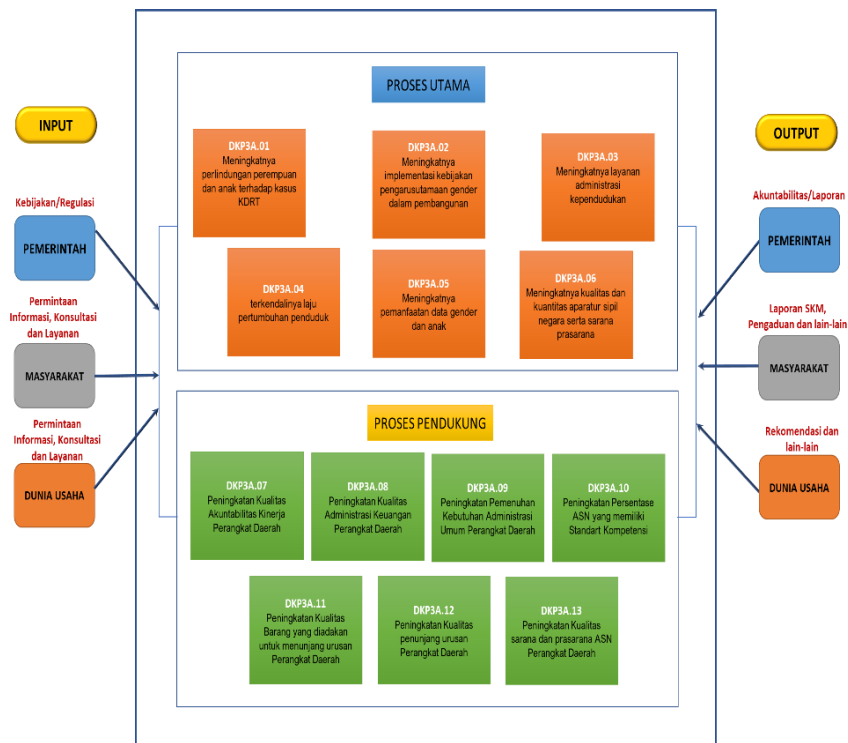 INPUT
Kebijakan/Regulasi
PEMERINTAH
Permintaan
Informasi, Konsultasi
dan Layanan
MASYARAKAT
Permintaan
Informasi, Konsultasi
dan Layanan
DUNIA USAHA
PROSES UTAMA
DKP3A.01
Meningkatnya
perlindungan perempuan
dan anak terhadap kasus
KDRT
DKP3A.02
Meningkatnya
implementasi kebijakan
pengarusutamaan gender
dalam pembangunan
DKP3A.03
Meningkatnya layanan
administrasi
kependudukan
DKP3A.04
terkendalinya laju
pertumbuhan penduduk
DKP3A.05
Meningkatnya
pemanfaatan data gender
dan anak
DKP3A.06
Meningkatnya kualitas dan
kuantitas aparatur sipil
negara serta sarana
prasarana
PROSES PENDUKUNG
DKP3A.07
Peningkatan Kualitas
Akuntabilitas Kinerja
Perangkat Daerah
DKP3A.08
Peningkatan Kualitas
Administrasi Keuangan
Perangkat Daerah
DKP3A.09
Peningkatan Pemenuhan
Kebutuhan Administrasi
Umum Perangkat Daerah
DKP3A.10
Peningkatan Persentase
ASN yang memiliki
Standart Kompetensi
DKP3A.11
Peningkatan Kualitas
Barang yang diadakan
untuk menunjang urusan
Perangkat Daerah
DKP3A.12
Peningkatan Kualitas
penunjang urusan
Perangkat Daerah
DKP3A.13
Peningkatan Kualitas
sarana dan prasarana ASN
Perangkat Daerah
OUTPUT
Akuntabilitas/Laporan
PEMERINTAH
Laporan SKM,
Pengaduan dan lain-lain
MASYARAKAT
Rekomendasi dan
lain-lain
DUNIA USAHA